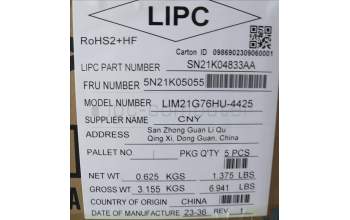 LIPC
RoHS2+HF
Carton ID 0986902309060001
LIPC PART NUMBER SN21K04833AA
FRU NUMBER 5N21K05055
MODEL NUMBER LIM21G76HU-4425
SUPPLIER NAME CNY
ADDRESS San Zhong Guan Li Qu
Qing Xi, Dong Guan, China
PALLET PKG Q'TY 5 PCS
NET WT 0.625 KGS 1.375 LBS
GROSS WT 3.155 KGS 6.941 LBS
COUNTRY OF ORIGIN CHINA
DATE OF MANUFACTURE 23-36 REV. 1